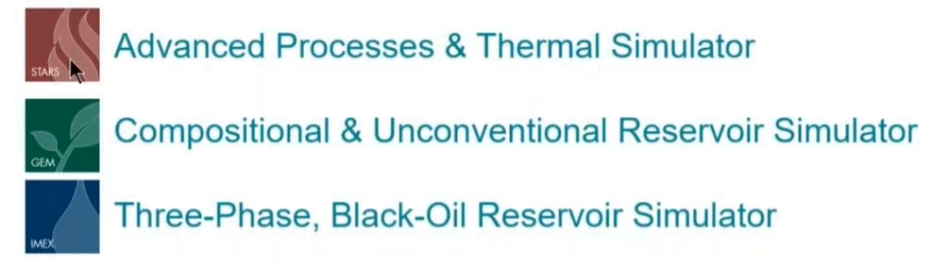 STARS
Advanced Processes & Thermal Simulator
GEM
Compositional & Unconventional Reservoir Simulator
IMEX
Three-Phase, Black-Oil Reservoir Simulator